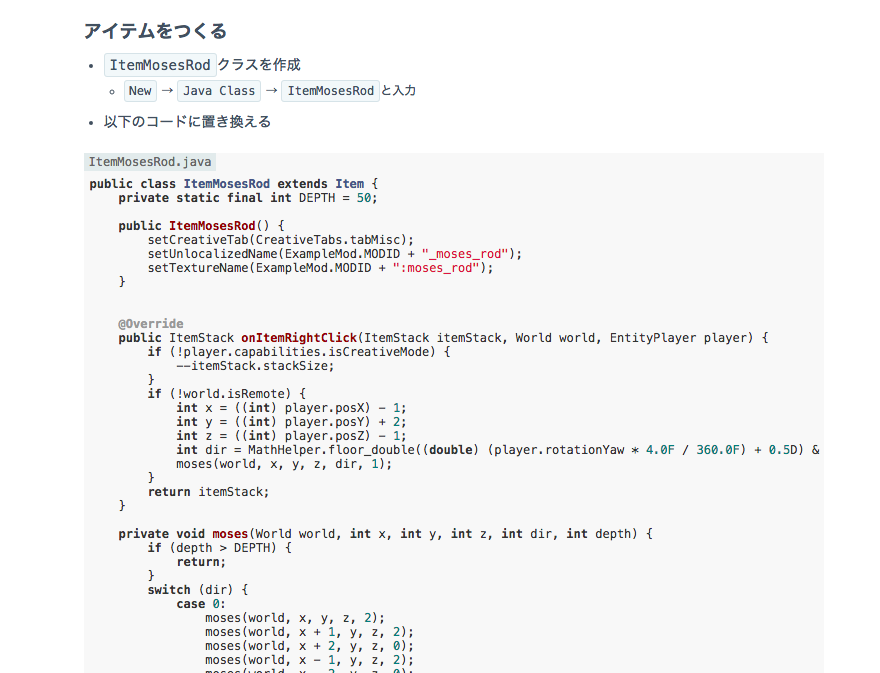 アイテムをつくる
• ItemMosesRod クラスを作成
◦ New → Java Class → ItemMosesRod と入力
• 以下のコードに置き換える
ItemMosesRod.java
public class ItemMosesRod extends Item {
    private static final int DEPTH = 50;
    public ItemMosesRod() {
        setCreativeTab(CreativeTabs.tabMisc);
        setUnlocalizedName(ExampleMod.MODID + "_moses_rod");
        setTextureName(ExampleMod.MODID + ":moses_rod");
    }
    @Override
    public ItemStack onItemRightClick(ItemStack itemStack, World world, EntityPlayer player) {
        if (!player.capabilities.isCreativeMode) {
            --itemStack.stackSize;
        }
        if (!world.isRemote) {
            int x = ((int) player.posX) - 1;
            int y = ((int) player.posY) + 2;
            int z = ((int) player.posZ) - 1;
            int dir = MathHelper.floor_double((double) (player.rotationYaw * 4.0F / 360.0F) + 0.5D) &
            moses(world, x, y, z, dir, 1);
        }
        return itemStack;
    }
    private void moses(World world, int x, int y, int z, int dir, int depth) {
        if (depth > DEPTH) {
            return;
        }
        switch (dir) {
            case 0:
                moses(world, x, y, z, 2);
                moses(world, x + 1, y, z, 2);
                moses(world, x + 2, y, z, 0);
                moses(world, x - 1, y, z, 2);